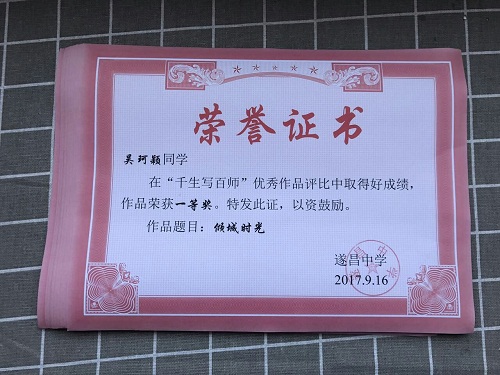 荣誉证书
吴珂颖同学
在“千生写百师”优秀作品评比中取得好成绩，
作品荣获一等奖。特发此证，以资鼓励。
作品题目：倾城时光
遂昌中学
2017.9.16